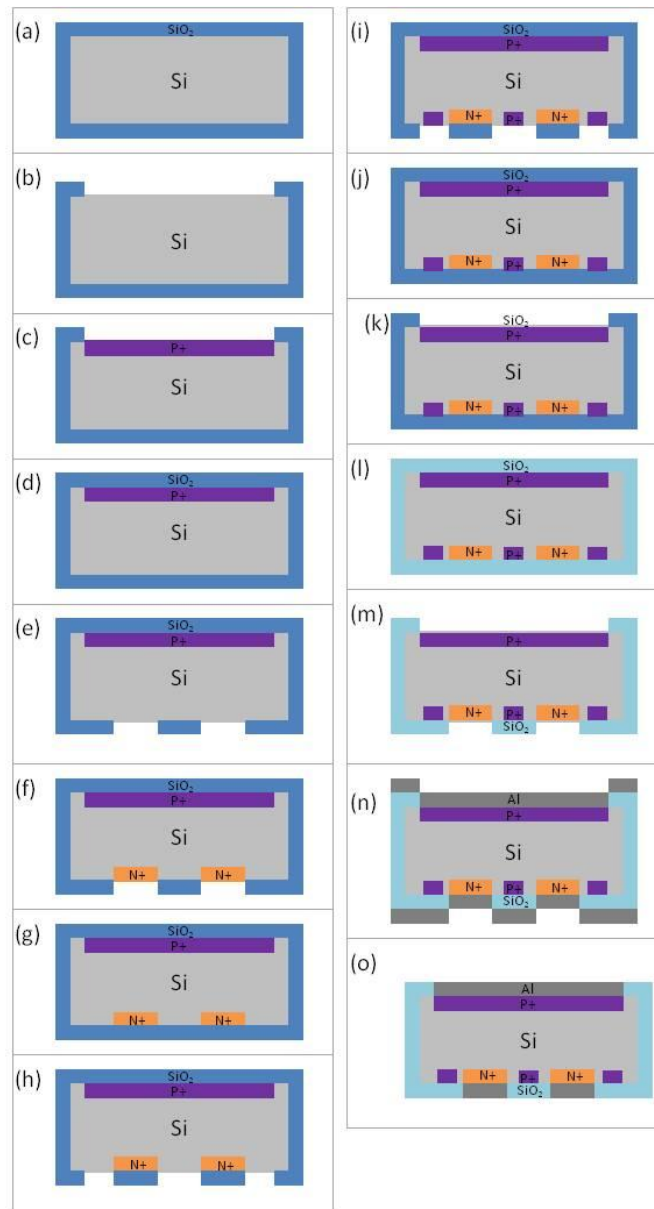 (a)
SiO₂
Si
(b)
Si
(c)
P+
Si
(d)
SiO₂
P+
Si
(e)
SiO₂
P+
Si
(f)
SiO₂
P+
Si
N+ N+
(g)
SiO₂
P+
Si
N+ N+
(h)
SiO₂
P+
Si
N+ N+
(i)
SiO₂
P+
Si
N+ P+ N+
(j)
SiO₂
P+
Si
N+ P+ N+
(k)
SiO₂
P+
Si
N+ P+ N+
(l)
SiO₂
P+
Si
N+ P+ N+
(m)
P+
Si
N+ P+ N+
SiO₂
(n)
Al
P+
Si
N+ P+ N+
SiO₂
(o)
Al
P+
Si
N+ P+ N+
SiO₂